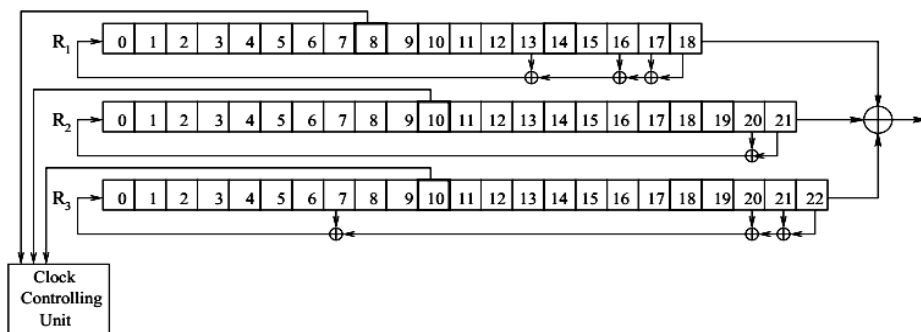 R1 0 1 2 3 4 5 6 7 8 9 10 11 12 13 14 15 16 17 18
R2 0 1 2 3 4 5 6 7 8 9 10 11 12 13 14 15 16 17 18 19 20 21
R3 0 1 2 3 4 5 6 7 8 9 10 11 12 13 14 15 16 17 18 19 20 21 22
Clock
Controlling
Unit